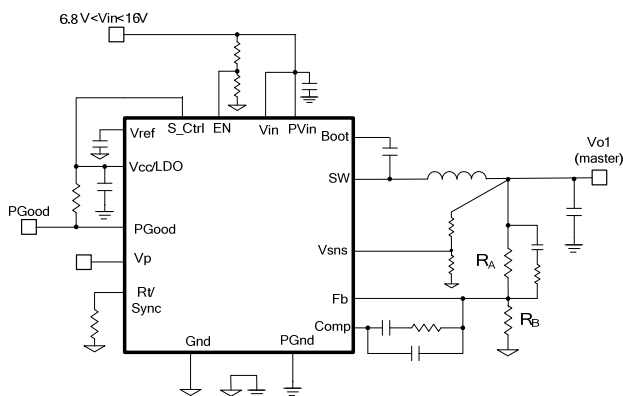 6.8 V<Vin<16V
S_Ctrl EN Vin PVin
Vref
Boot
Vcc/LDO
SW
Vo1
(master)
PGood
PGood
Vsns
RA
Vp
Rt/
Sync
Fb
RB
Comp
Gnd
PGnd